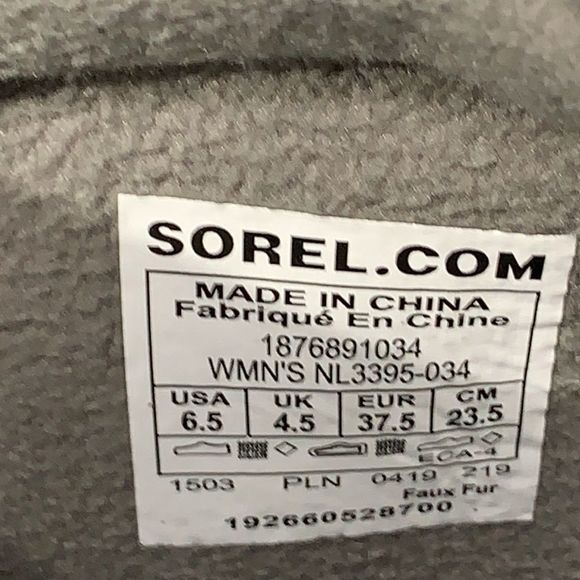 SOREL.COM
MADE IN CHINA
Fabriqué En Chine
1876891034
WMN'S NL3395-034
USA UK EUR CM
6.5 4.5 37.5 23.5
ECA-4
1503 PLN 0419 219
Faux Fur
192660528700